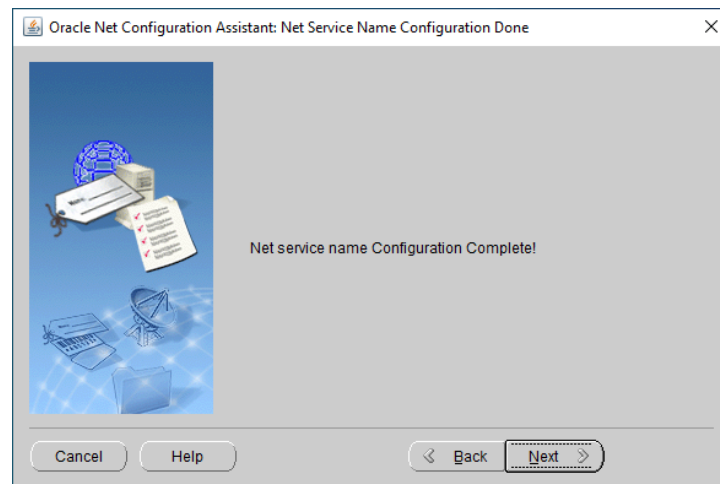 Oracle Net Configuration Assistant: Net Service Name Configuration Done
Net service name Configuration Complete!
Cancel
Help
Back
Next